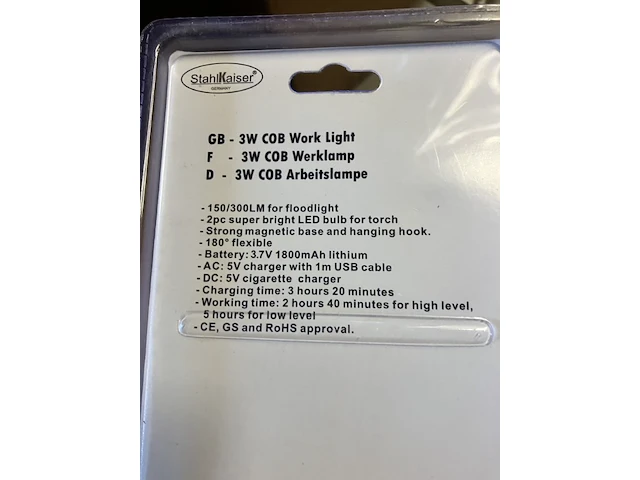 StahlKaiser®
GERMANY
GB - 3W COB Work Light
F - 3W COB Werklamp
D - 3W COB Arbeitslampe
- 150/300LM for floodlight
- 2pc super bright LED bulb for torch
- Strong magnetic base and hanging hook.
- 180° flexible
- Battery: 3.7V 1800mAh lithium
- AC: 5V charger with 1m USB cable
- DC: 5V cigarette charger
- Charging time: 3 hours 20 minutes
- Working time: 2 hours 40 minutes for high level,
5 hours for low level
- CE, GS and RoHS approval.